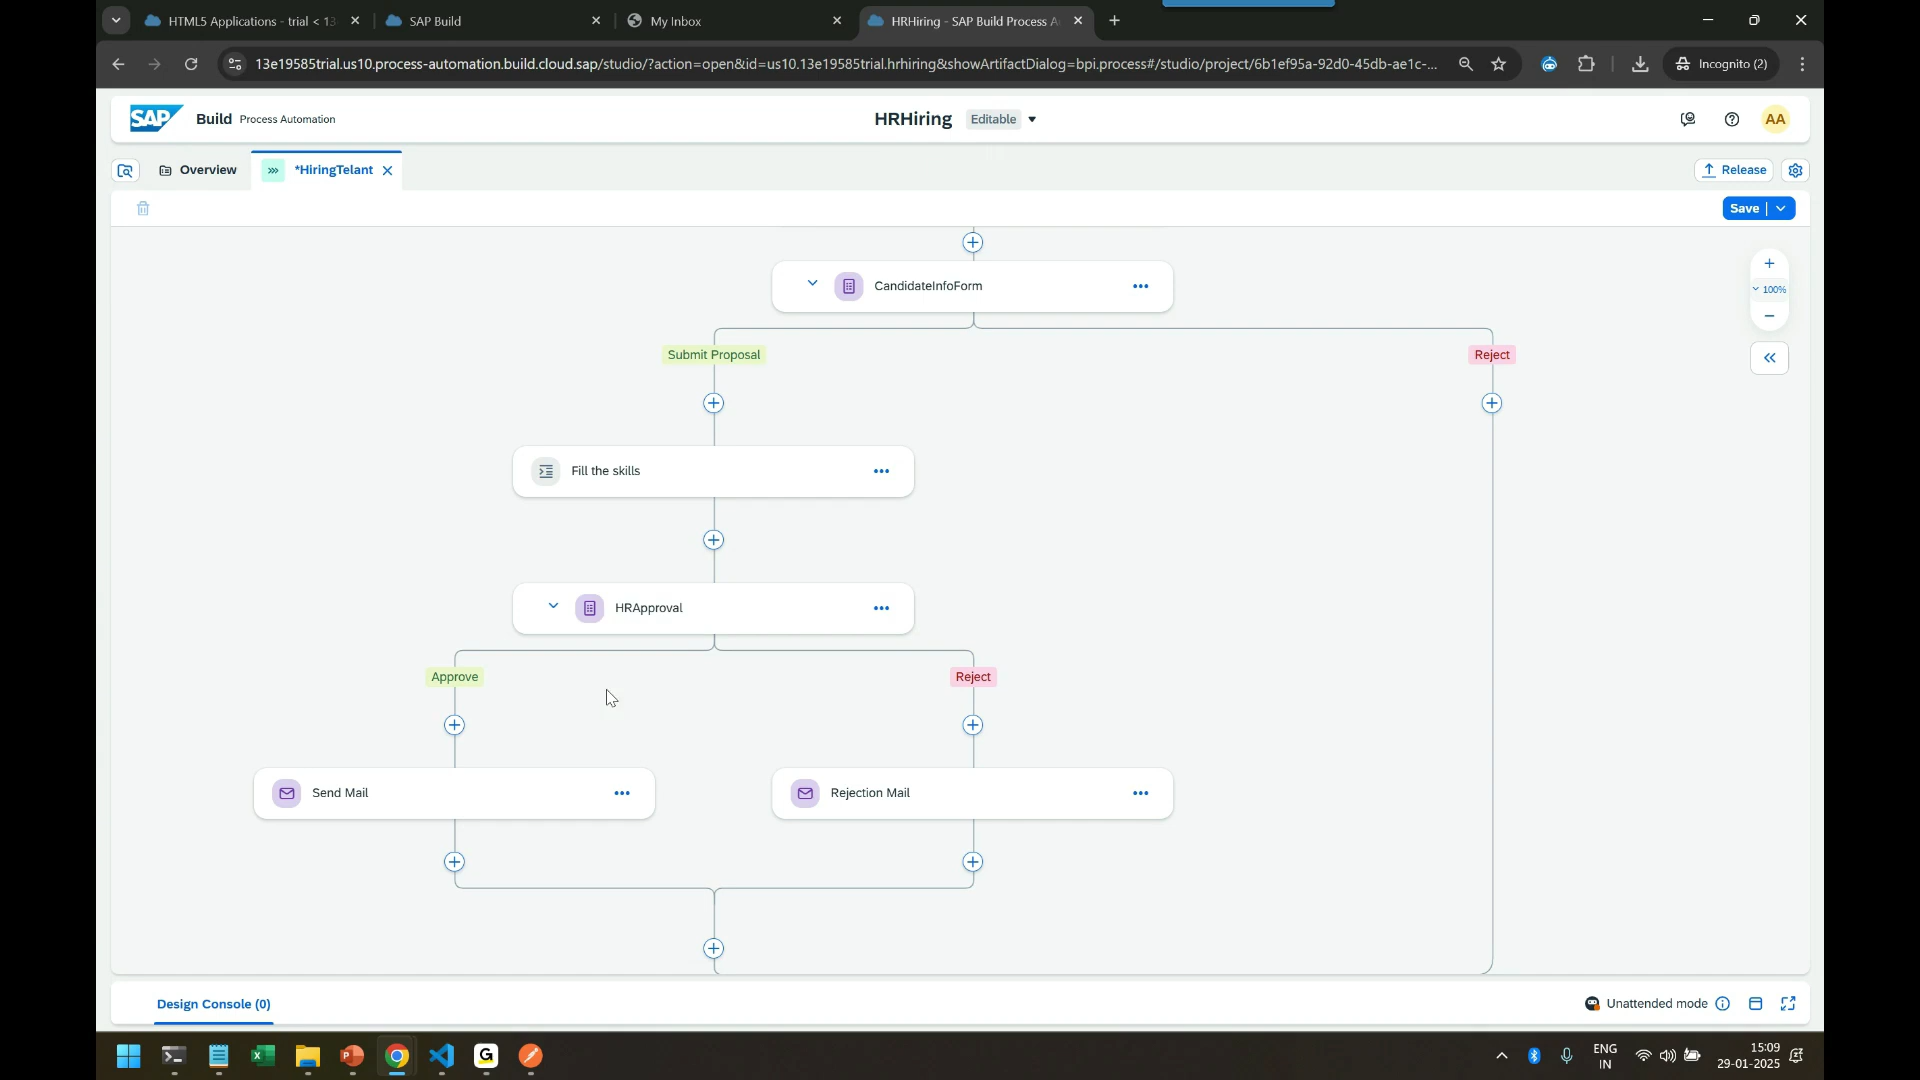 HTML5 Applications - trial < 13
SAP Build
My Inbox
HRHiring - SAP Build Process A
13e19585trial.us10.process-automation.build.cloud.sap/studio/?action=open&id=us10.13e19585trial.hrhiring&showArtifactDialog=bpi.process#/studio/project/6b1ef95a-92d0-45db-ae1c-...
Incognito (2)
SAP Build Process Automation
HRHiring Editable
AA
Overview
*HiringTelant
Release
Save
CandidateInfoForm
100%
Submit Proposal
Reject
Fill the skills
HRApproval
Approve
Reject
Send Mail
Rejection Mail
Design Console (0)
Unattended mode
ENG
IN
15:09
29-01-2025